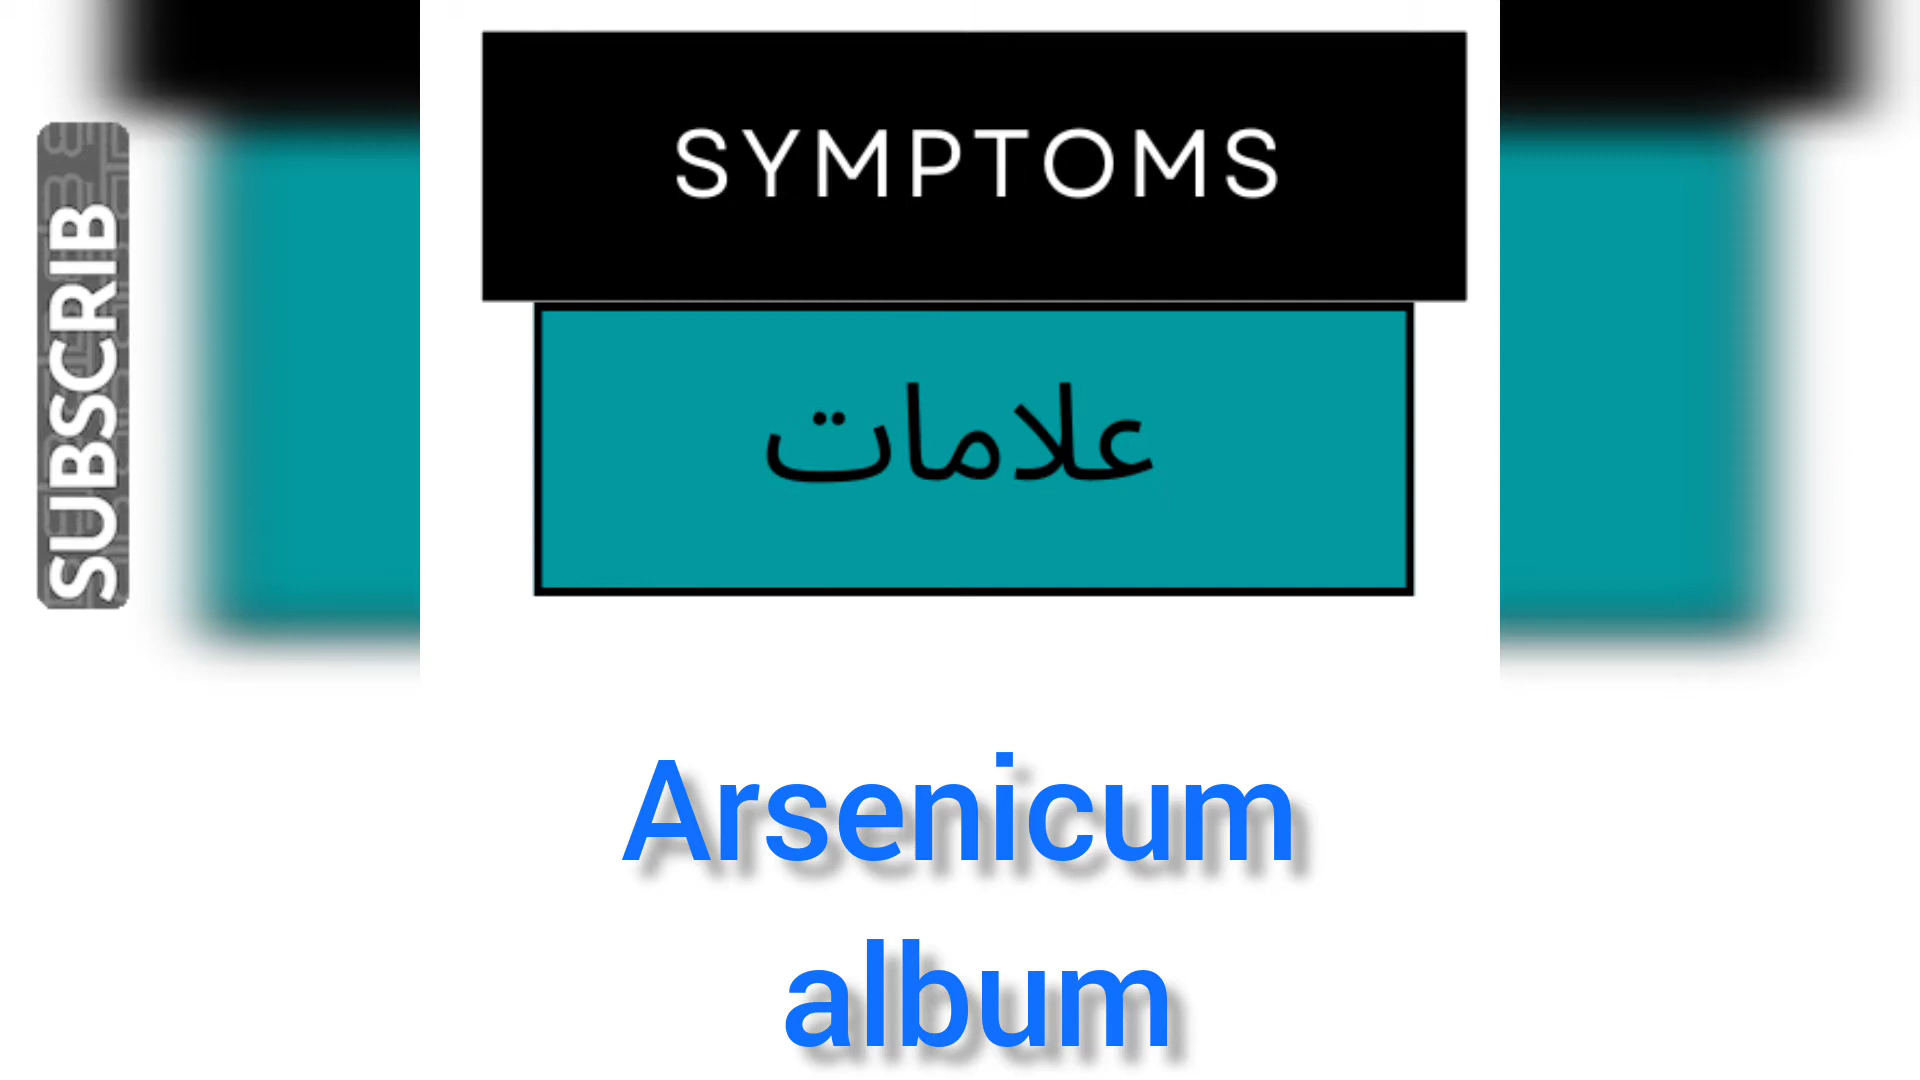 SYMPTOMS
علامات
Arsenicum
album
SUBSCRIB